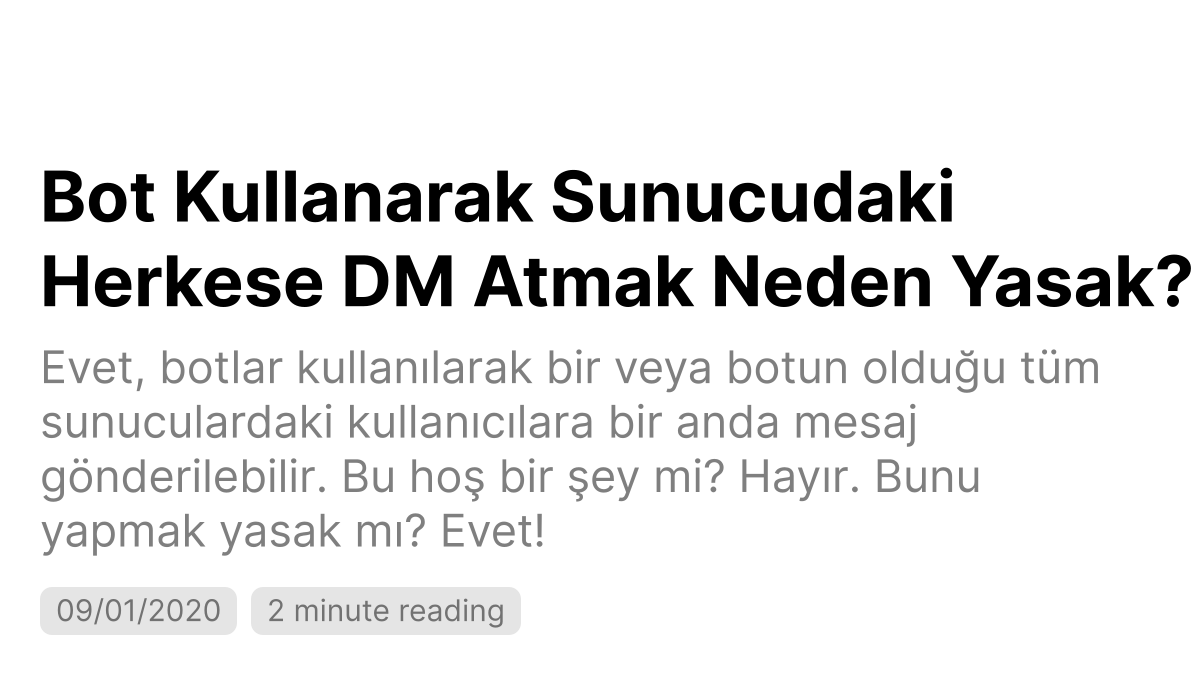 Bot Kullanarak Sunucudaki
Herkese DM Atmak Neden Yasak?
Evet, botlar kullanılarak bir veya botun olduğu tüm
sunuculardaki kullanıcılara bir anda mesaj
gönderilebilir. Bu hoş bir şey mi? Hayır. Bunu
yapmak yasak mı? Evet!
09/01/2020 2 minute reading